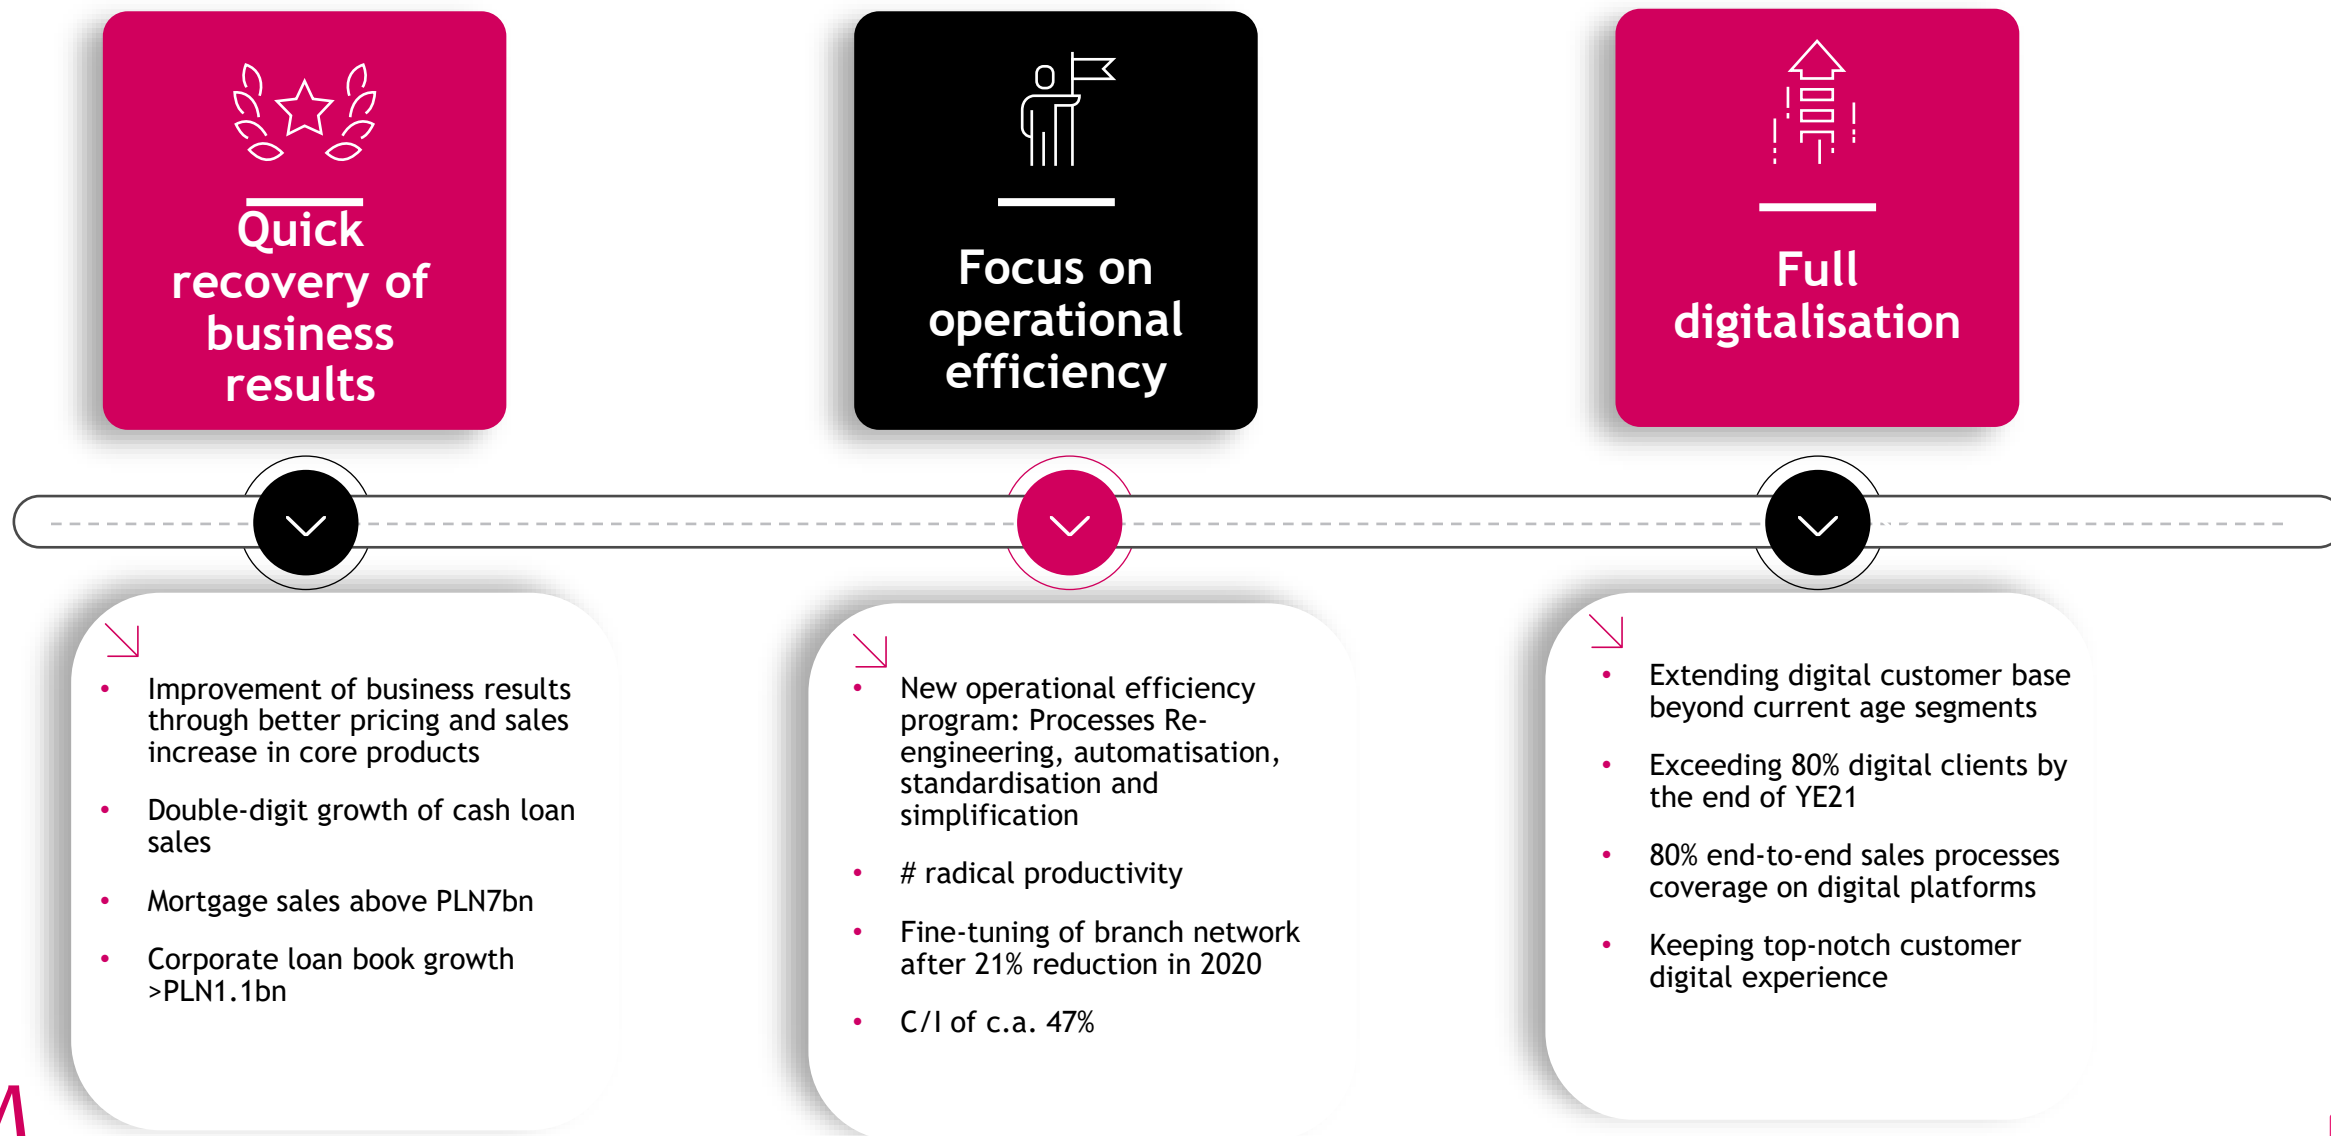 Quick
recovery of
business
results
Focus on
operational
efficiency
Full
digitalisation
• Improvement of business results
through better pricing and sales
increase in core products
• Double-digit growth of cash loan
sales
• Mortgage sales above PLN7bn
• Corporate loan book growth
>PLN1.1bn
• New operational efficiency
program: Processes Re-
engineering, automatisation,
standardisation and
simplification
• # radical productivity
• Fine-tuning of branch network
after 21% reduction in 2020
• C/I of c.a. 47%
• Extending digital customer base
beyond current age segments
• Exceeding 80% digital clients by
the end of YE21
• 80% end-to-end sales processes
coverage on digital platforms
• Keeping top-notch customer
digital experience